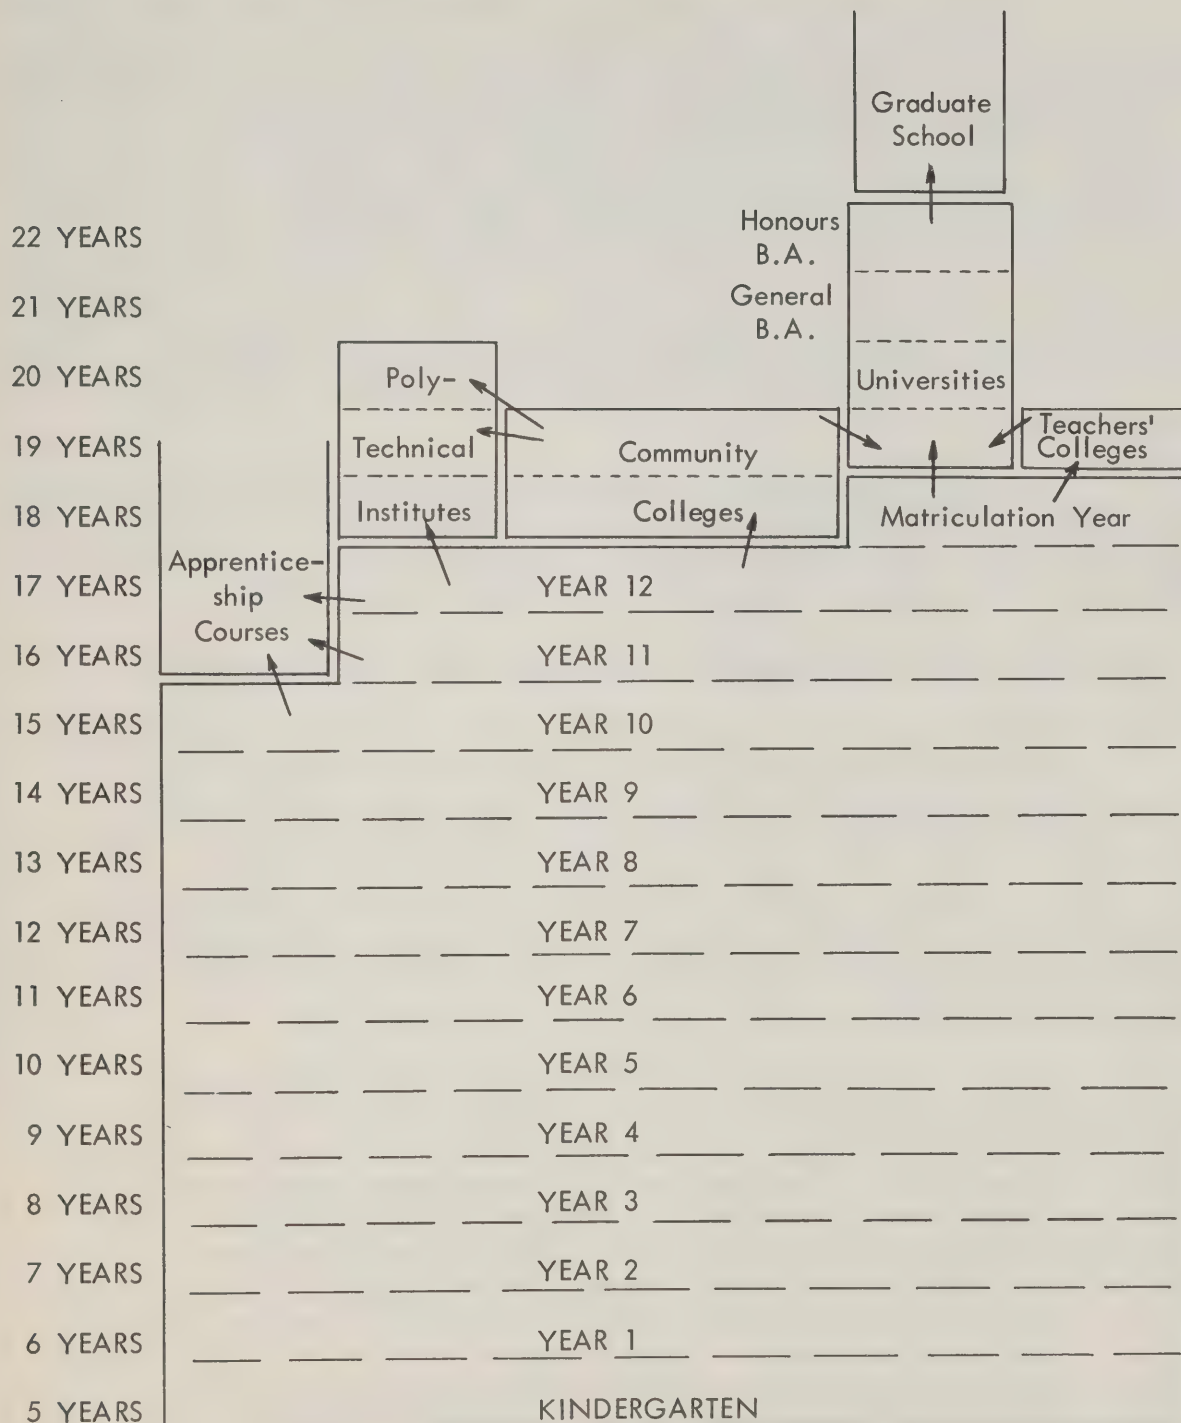 Graduate
School
Honours
B.A.
22 YEARS
General
B.A.
21 YEARS
20 YEARS
Poly-
Universities
19 YEARS
Technical
Community
Teachers'
Colleges
18 YEARS
Institutes
Colleges
Matriculation Year
Apprentice-
ship
Courses
17 YEARS
YEAR 12
16 YEARS
YEAR 11
15 YEARS
YEAR 10
14 YEARS
YEAR 9
13 YEARS
YEAR 8
12 YEARS
YEAR 7
11 YEARS
YEAR 6
10 YEARS
YEAR 5
9 YEARS
YEAR 4
8 YEARS
YEAR 3
7 YEARS
YEAR 2
6 YEARS
YEAR 1
5 YEARS
KINDERGARTEN